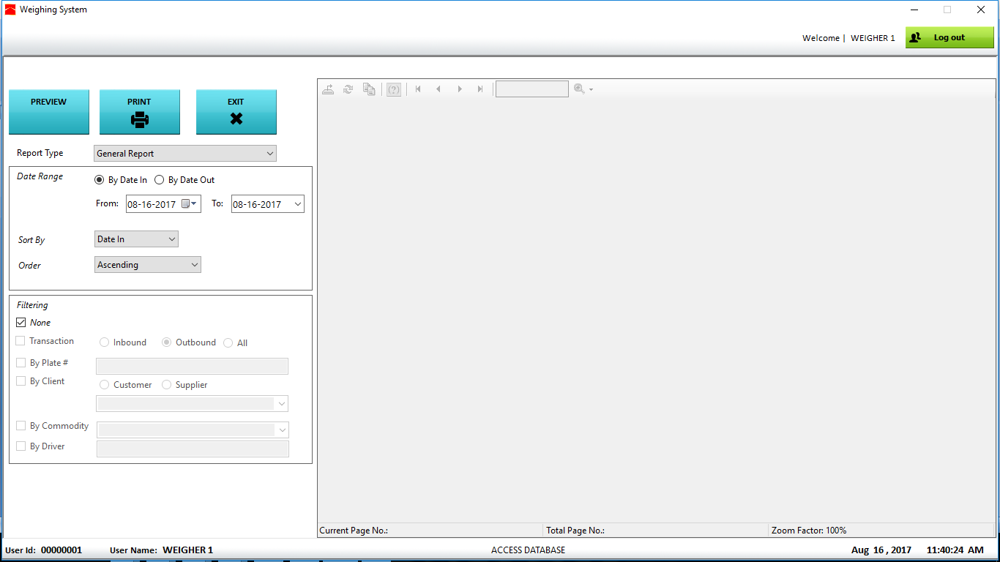 Weighing System
Welcome | WEIGHER 1
Log out
PREVIEW
PRINT
EXIT
Report Type
General Report
Date Range
By Date In
By Date Out
From:
08-16-2017
To:
08-16-2017
Sort By
Date In
Order
Ascending
Filtering
None
Transaction
Inbound
Outbound
All
By Plate #
By Client
Customer
Supplier
By Commodity
By Driver
(?)
Current Page No.:
Total Page No.:
Zoom Factor: 100%
User Id: 00000001
User Name: WEIGHER 1
ACCESS DATABASE
Aug 16 , 2017
11:40:24 AM